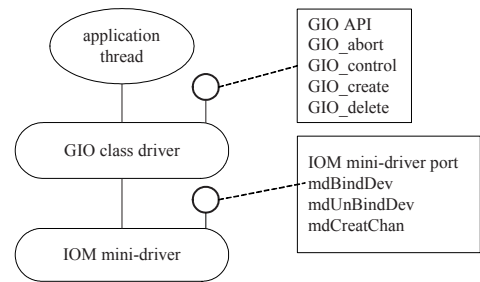 application
thread
GIO API
GIO_abort
GIO_control
GIO_create
GIO_delete
GIO class driver
IOM mini-driver port
mdBindDev
mdUnBindDev
mdCreatChan
IOM mini-driver